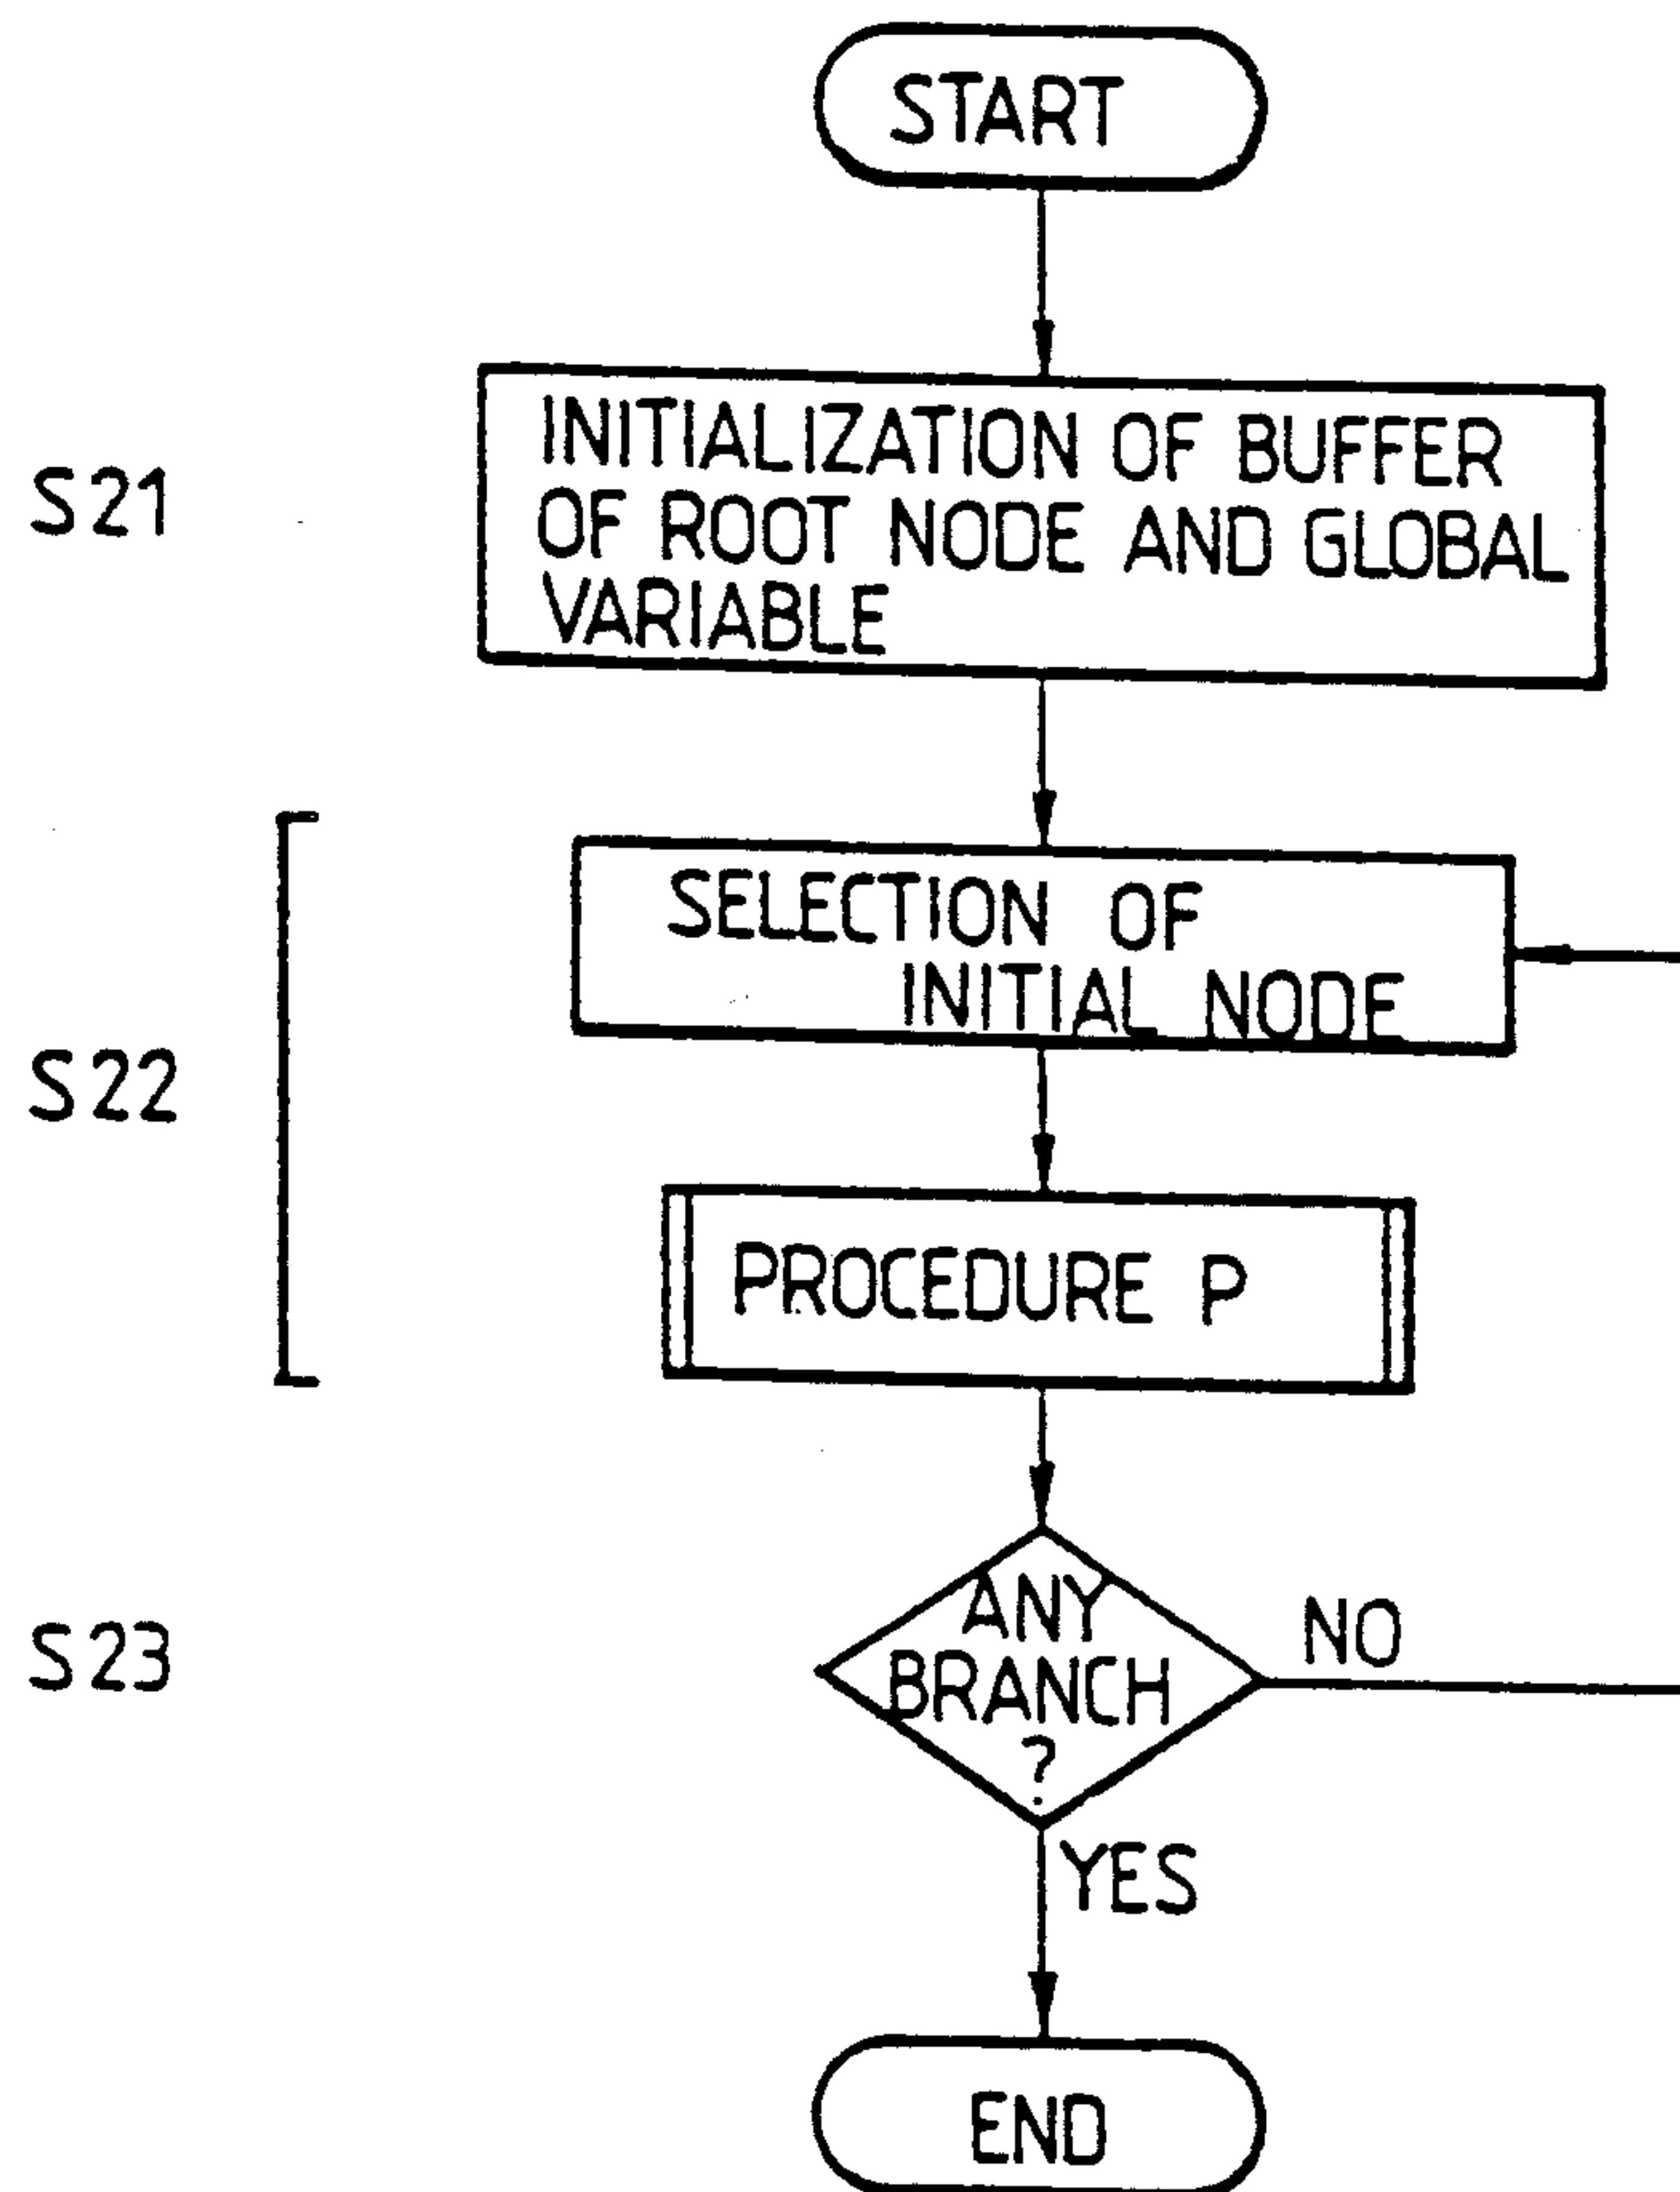 START
S21
INITIALIZATION OF BUFFER
OF ROOT NODE AND GLOBAL
VARIABLE
S22
SELECTION OF
INITIAL NODE
PROCEDURE P
S23
ANY
BRANCH
?
NO
YES
END